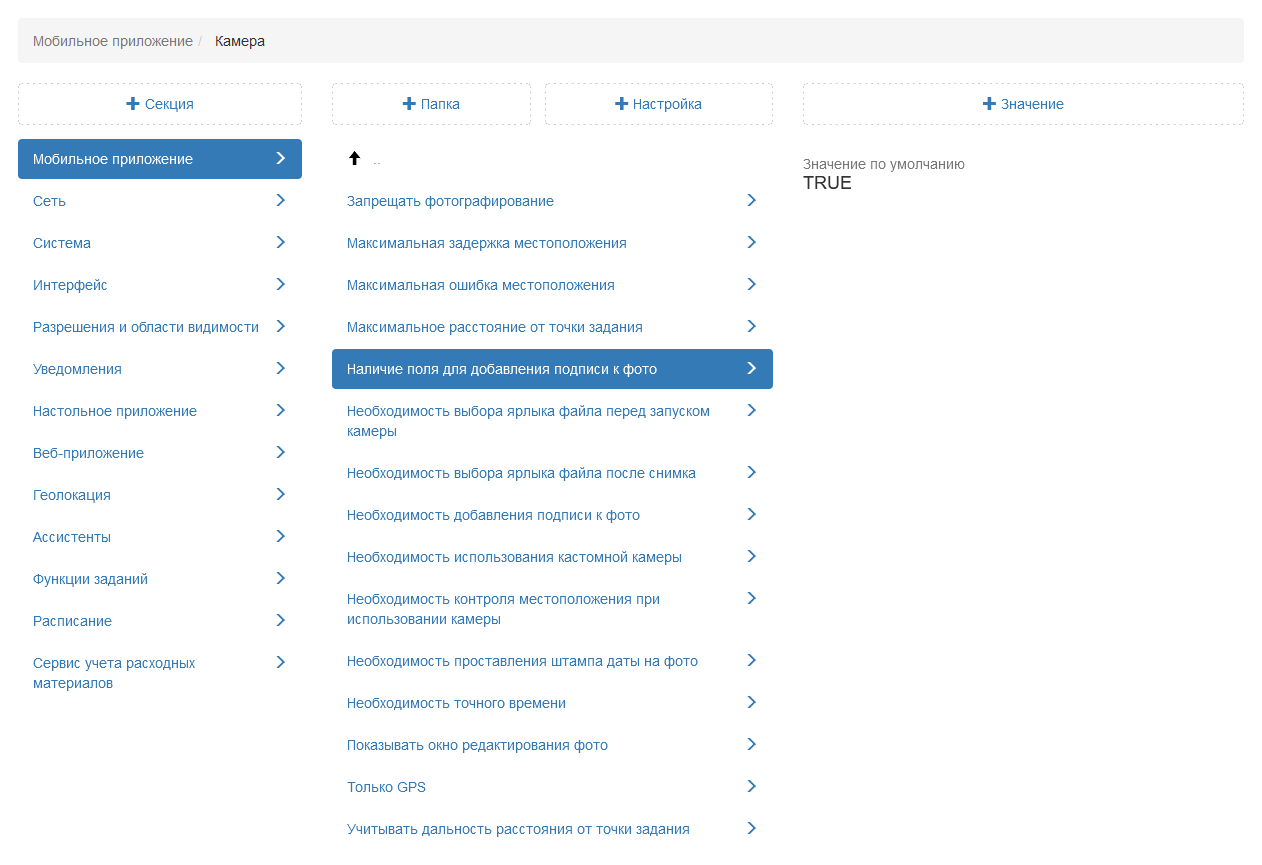 Мобильное приложение / Камера
Секция
Папка
Настройка
Значение
Мобильное приложение
Сеть
Система
Интерфейс
Разрешения и области видимости
Уведомления
Настольное приложение
Веб-приложение
Геолокация
Ассистенты
Функции заданий
Расписание
Сервис учета расходных
материалов
..
Запрещать фотографирование
Максимальная задержка местоположения
Максимальная ошибка местоположения
Максимальное расстояние от точки задания
Наличие поля для добавления подписи к фото
Необходимость выбора ярлыка файла перед запуском
камеры
Необходимость выбора ярлыка файла после снимка
Необходимость добавления подписи к фото
Необходимость использования кастомной камеры
Необходимость контроля местоположения при
использовании камеры
Необходимость проставления штампа даты на фото
Необходимость точного времени
Показывать окно редактирования фото
Только GPS
Учитывать дальность расстояния от точки задания
Значение по умолчанию
TRUE